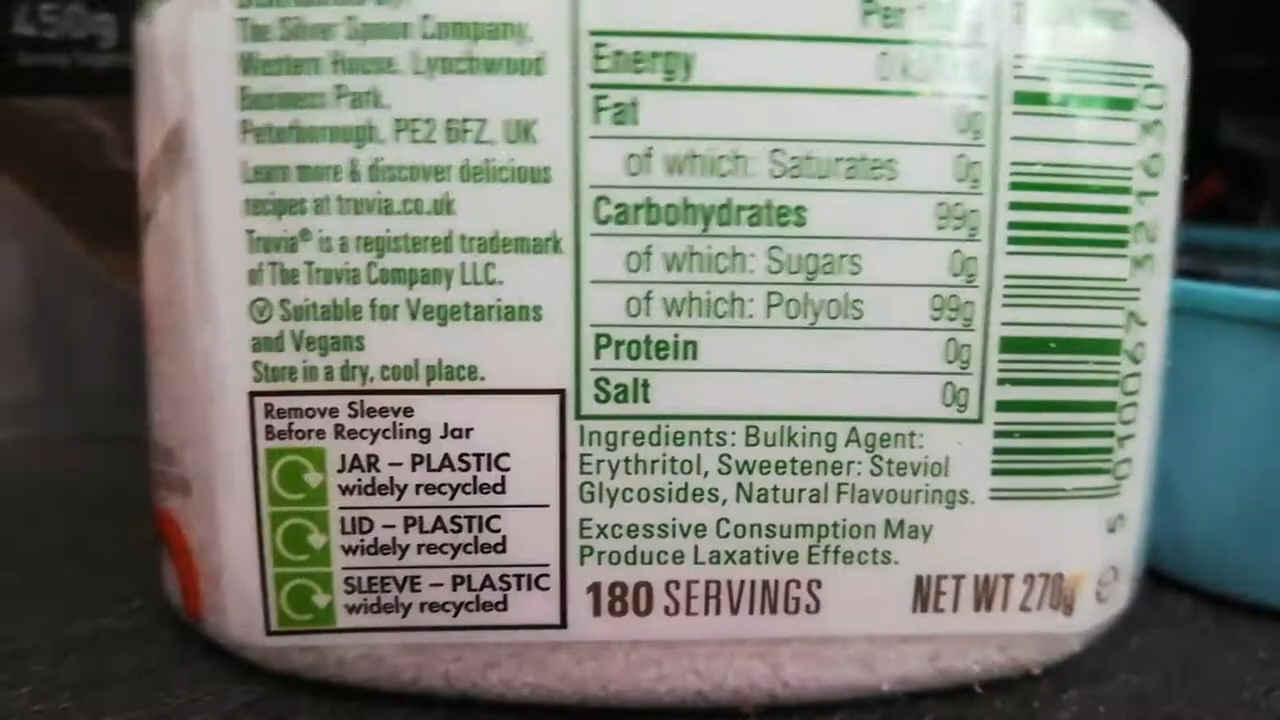 450g
The Silver Spoon Company,
Western House, Lynchwood
Business Park,
Peterborough, PE2 6FZ, UK
Learn more & discover delicious
recipes at truvia.co.uk
Truvia® is a registered trademark
of The Truvia Company LLC.
Suitable for Vegetarians
and Vegans
Store in a dry, cool place.
Remove Sleeve
Before Recycling Jar
JAR – PLASTIC
widely recycled
LID – PLASTIC
widely recycled
SLEEVE – PLASTIC
widely recycled
Per
Energy
Fat 0g
of which: Saturates 0g
Carbohydrates 99g
of which: Sugars 0g
of which: Polyols 99g
Protein 0g
Salt 0g
Ingredients: Bulking Agent:
Erythritol, Sweetener: Steviol
Glycosides, Natural Flavourings.
Excessive Consumption May
Produce Laxative Effects.
180 SERVINGS
NET WT 270g ℮
5 010067 321630